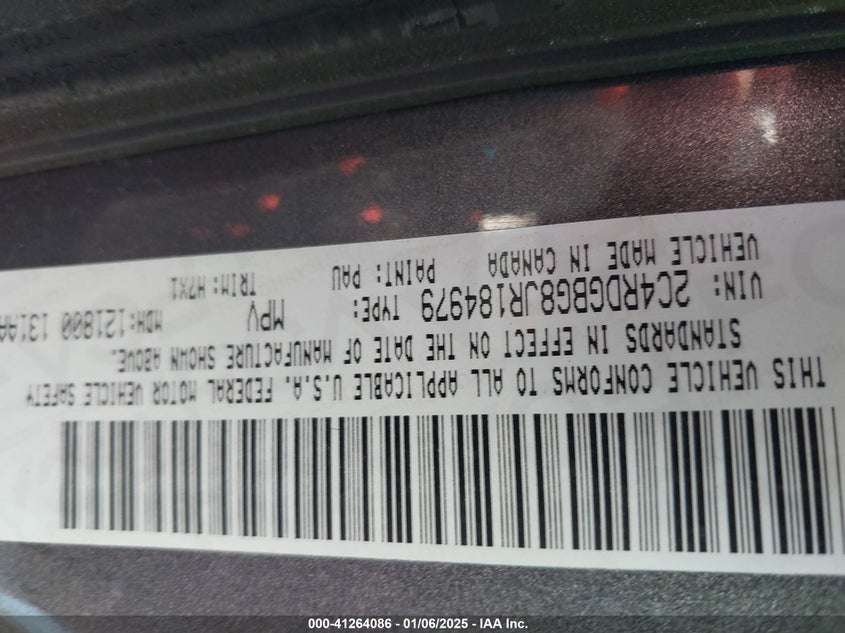 THIS VEHICLE CONFORMS TO ALL APPLICABLE U.S.A. FEDERAL MOTOR VEHICLE SAFETY
STANDARDS IN EFFECT ON THE DATE OF MANUFACTURE SHOWN ABOVE.
VIN: 2C4RDGBG8JR184979 TYPE: MPV MDH:121800 131AA
VEHICLE MADE IN CANADA PAINT: PAU TRIM:H7X1
000-41264086 - 01/06/2025 - IAA Inc.